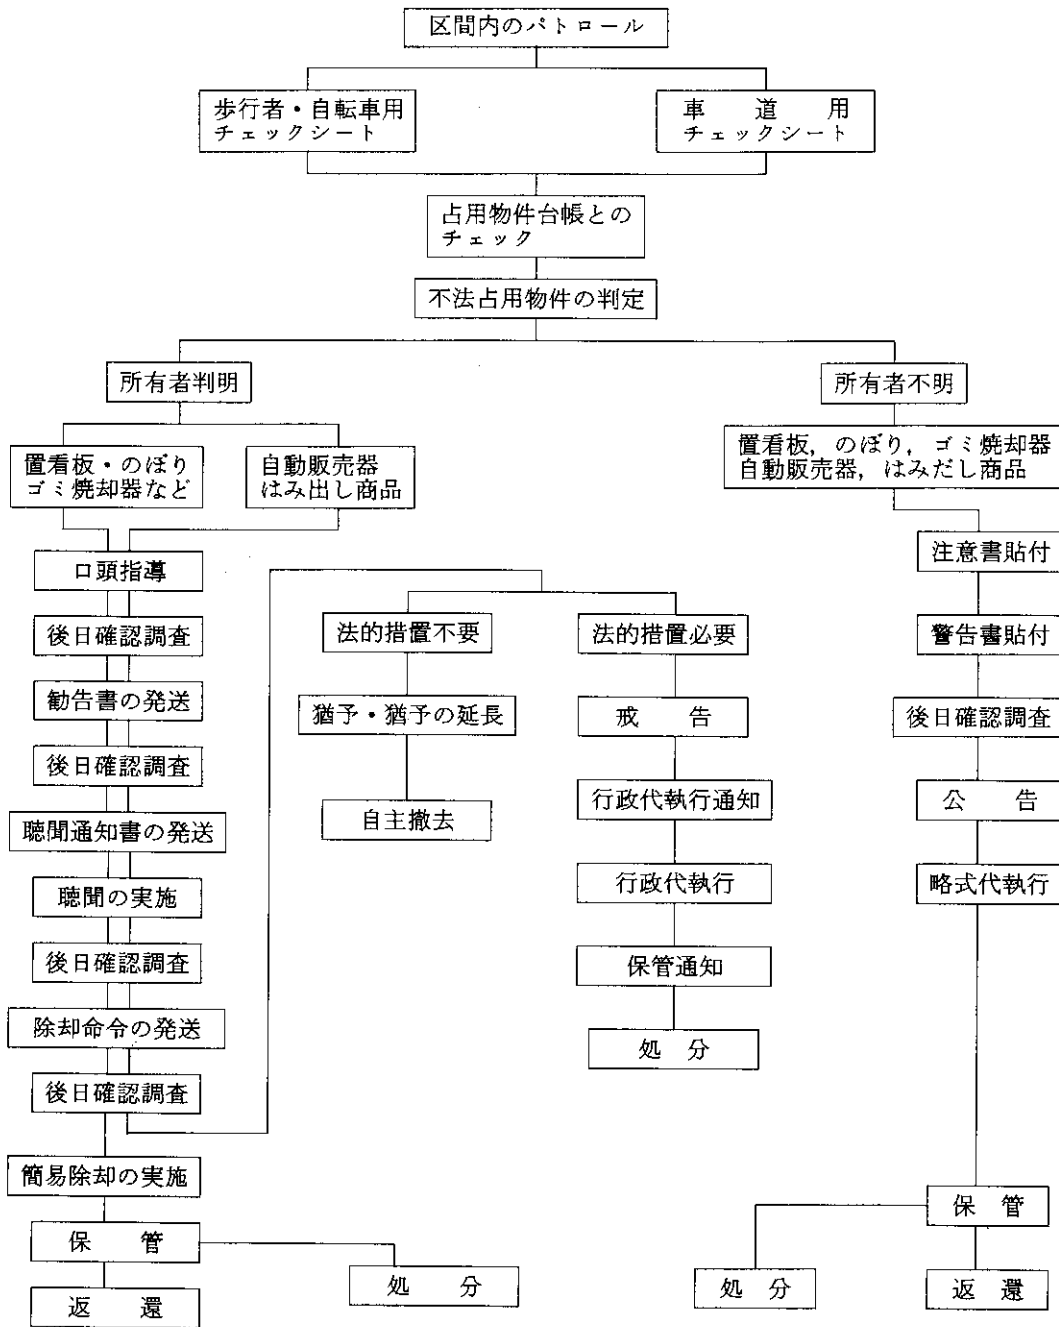 区間内のパトロール
歩行者・自転車用
チェックシート
車道用
チェックシート
占用物件台帳との
チェック
不法占用物件の判定
所有者判明
所有者不明
置看板・のぼり
ゴミ焼却器など
自動販売器
はみ出し商品
置看板，のぼり，ゴミ焼却器
自動販売器，はみだし商品
口頭指導
後日確認調査
勧告書の発送
後日確認調査
聴聞通知書の発送
聴聞の実施
後日確認調査
除却命令の発送
後日確認調査
簡易除却の実施
保管
返還
処分
法的措置不要
猶予・猶予の延長
自主撤去
法的措置必要
戒告
行政代執行通知
行政代執行
保管通知
処分
注意書貼付
警告書貼付
後日確認調査
公告
略式代執行
保管
処分
返還